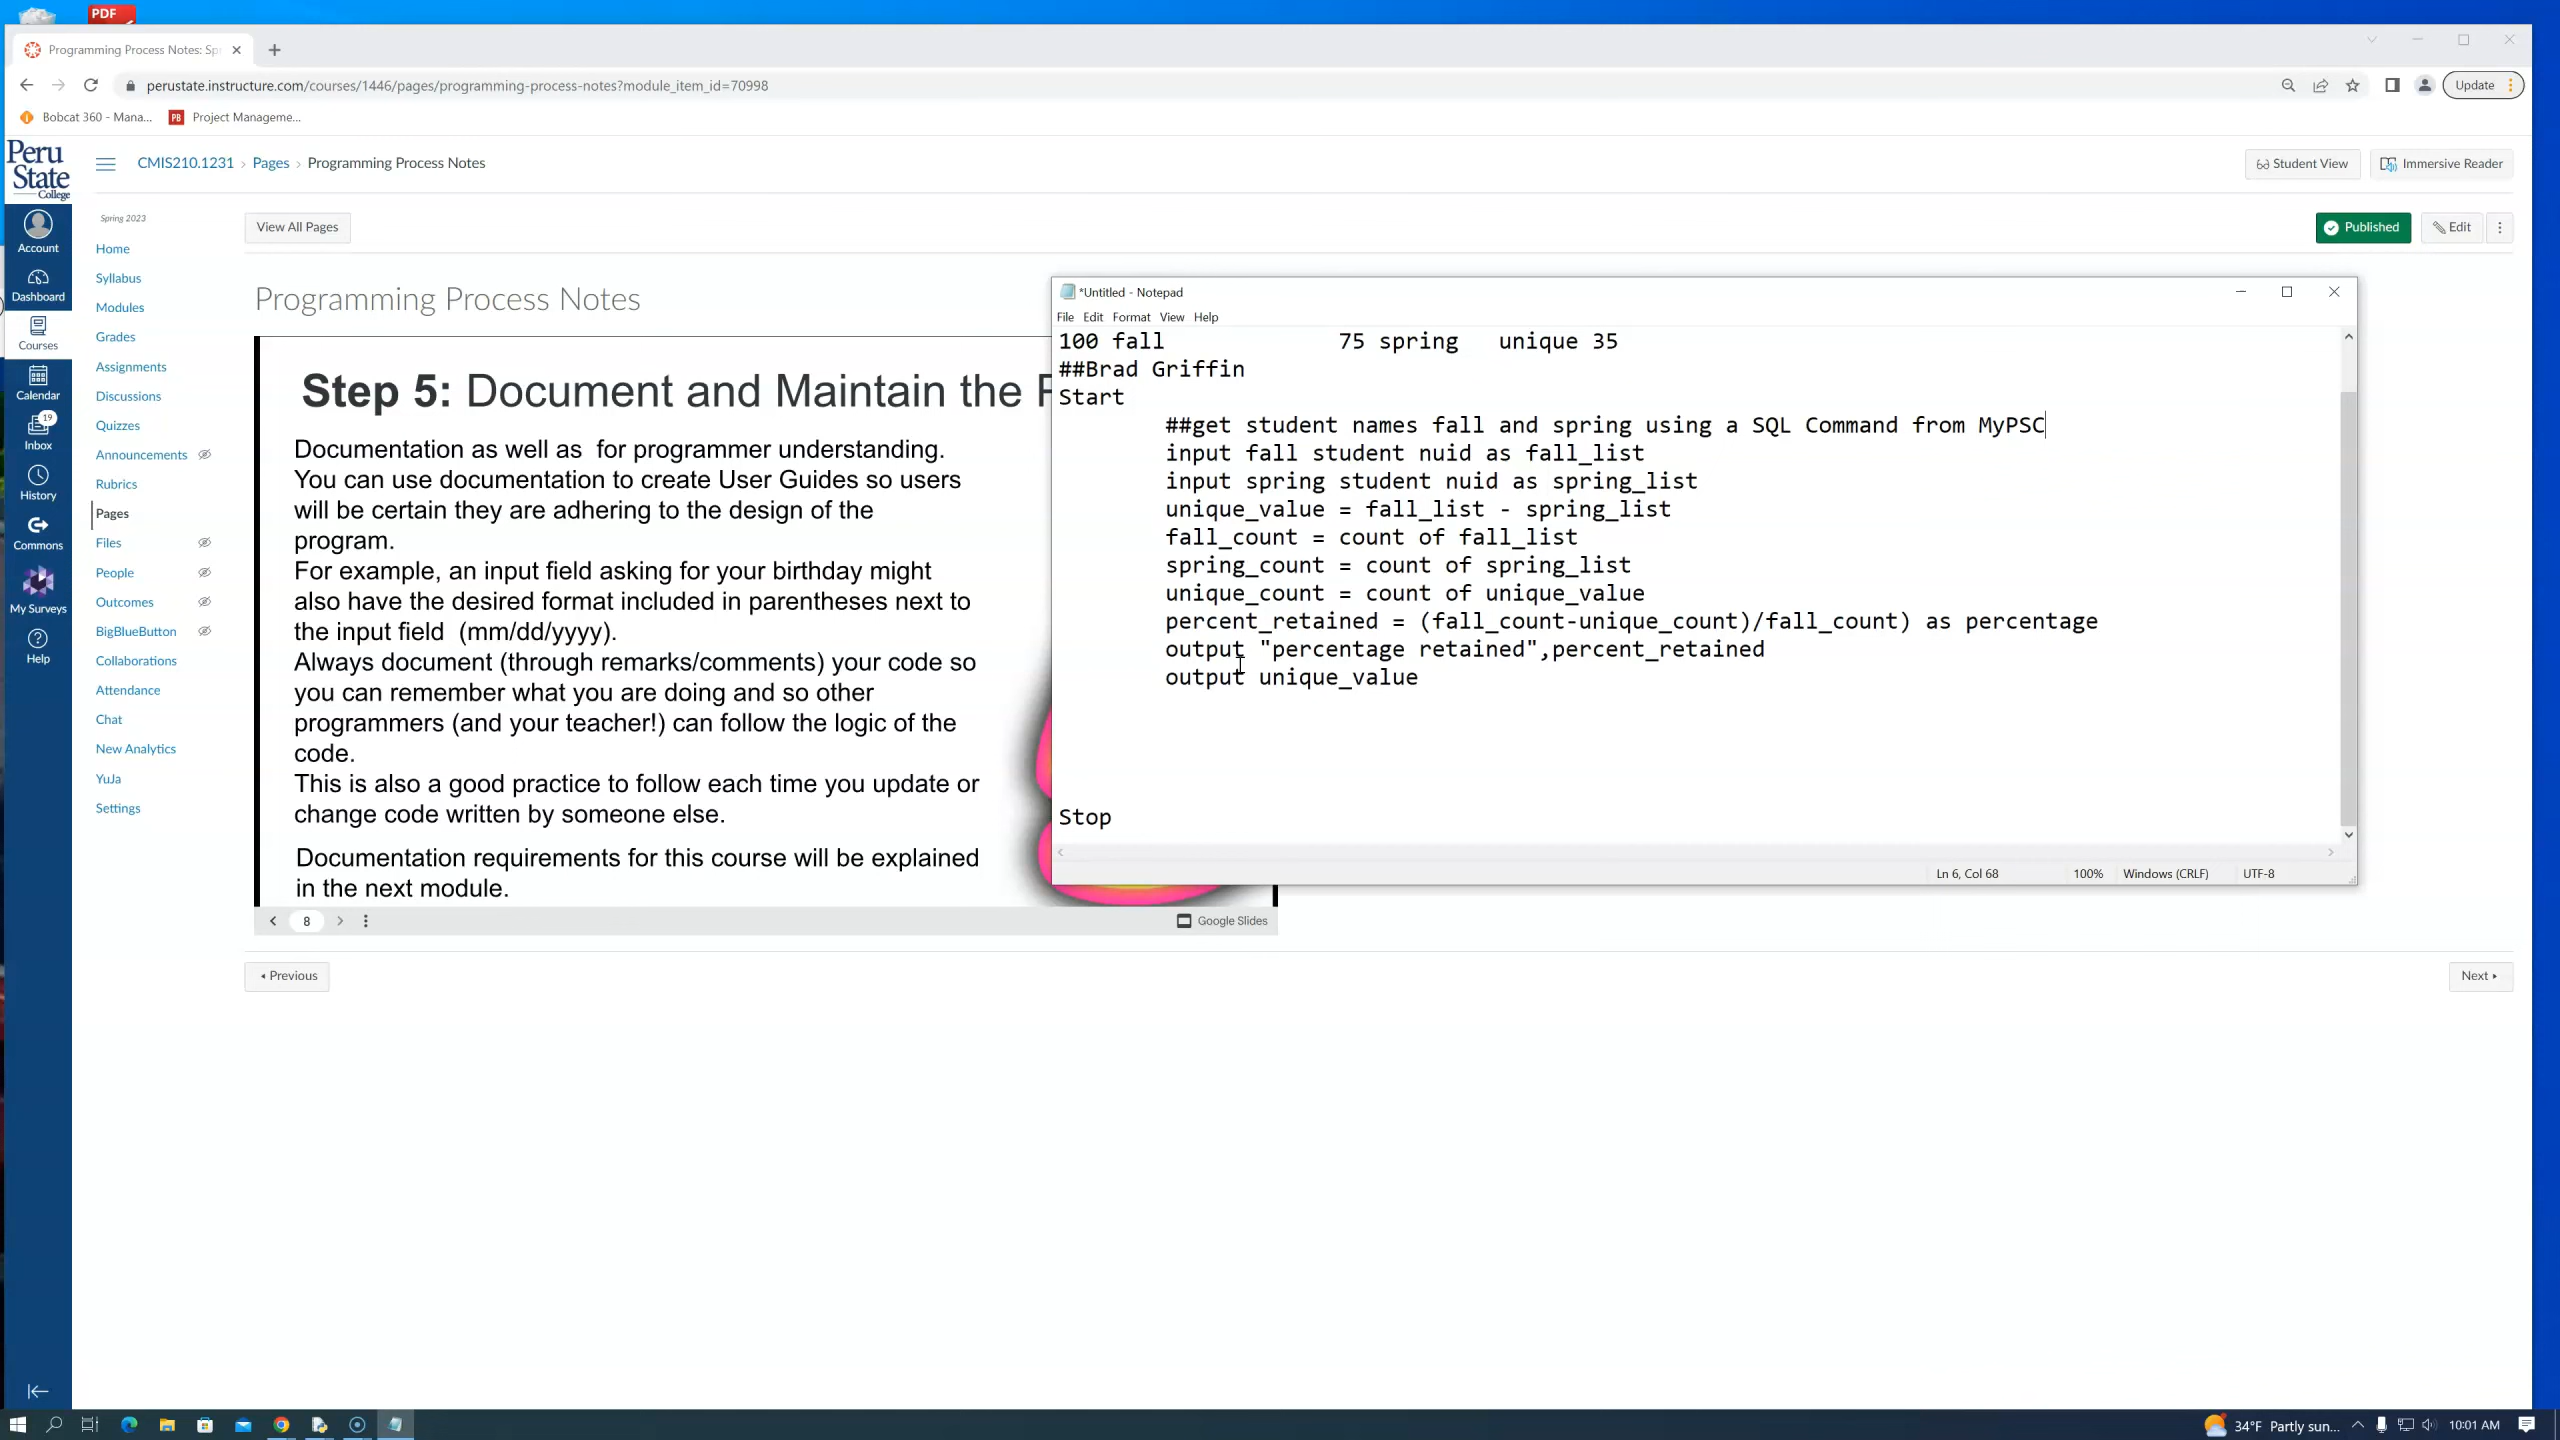 PDF
Programming Process Notes: Sp
perustate.instructure.com/courses/1446/pages/programming-process-notes?module_item_id=70998
Update
Bobcat 360 - Mana...
PB
Project Manageme...
Peru
State
College
CMIS210.1231 › Pages › Programming Process Notes
Student View
Immersive Reader
Account
Dashboard
Courses
Calendar
19
Inbox
History
Commons
My Surveys
Help
Spring 2023
Home
Syllabus
Modules
Grades
Assignments
Discussions
Quizzes
Announcements
Rubrics
Pages
Files
People
Outcomes
BigBlueButton
Collaborations
Attendance
Chat
New Analytics
YuJa
Settings
View All Pages
Published
Edit
Programming Process Notes
Step 5: Document and Maintain the
Documentation as well as  for programmer understanding.
You can use documentation to create User Guides so users
will be certain they are adhering to the design of the
program.
For example, an input field asking for your birthday might
also have the desired format included in parentheses next to
the input field  (mm/dd/yyyy).
Always document (through remarks/comments) your code so
you can remember what you are doing and so other
programmers (and your teacher!) can follow the logic of the
code.
This is also a good practice to follow each time you update or
change code written by someone else.
Documentation requirements for this course will be explained
in the next module.
8
Google Slides
Previous
Next
*Untitled - Notepad
File Edit Format View Help
100 fall             75 spring   unique 35
##Brad Griffin
Start
##get student names fall and spring using a SQL Command from MyPSC
input fall student nuid as fall_list
input spring student nuid as spring_list
unique_value = fall_list - spring_list
fall_count = count of fall_list
spring_count = count of spring_list
unique_count = count of unique_value
percent_retained = (fall_count-unique_count)/fall_count) as percentage
output "percentage retained",percent_retained
output unique_value
Stop
Ln 6, Col 68
100%
Windows (CRLF)
UTF-8
34°F Partly sun...
10:01 AM